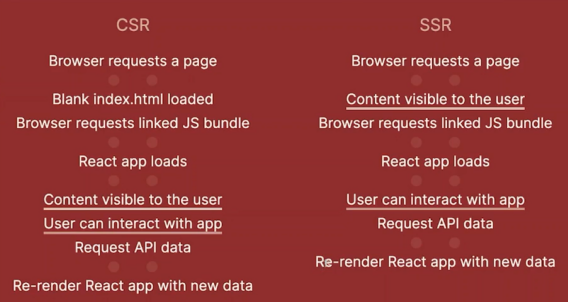 CSR
Browser requests a page
Blank index.html loaded
Browser requests linked JS bundle
React app loads
Content visible to the user
User can interact with app
Request API data
Re-render React app with new data
SSR
Browser requests a page
Content visible to the user
Browser requests linked JS bundle
React app loads
User can interact with app
Request API data
Re-render React app with new data